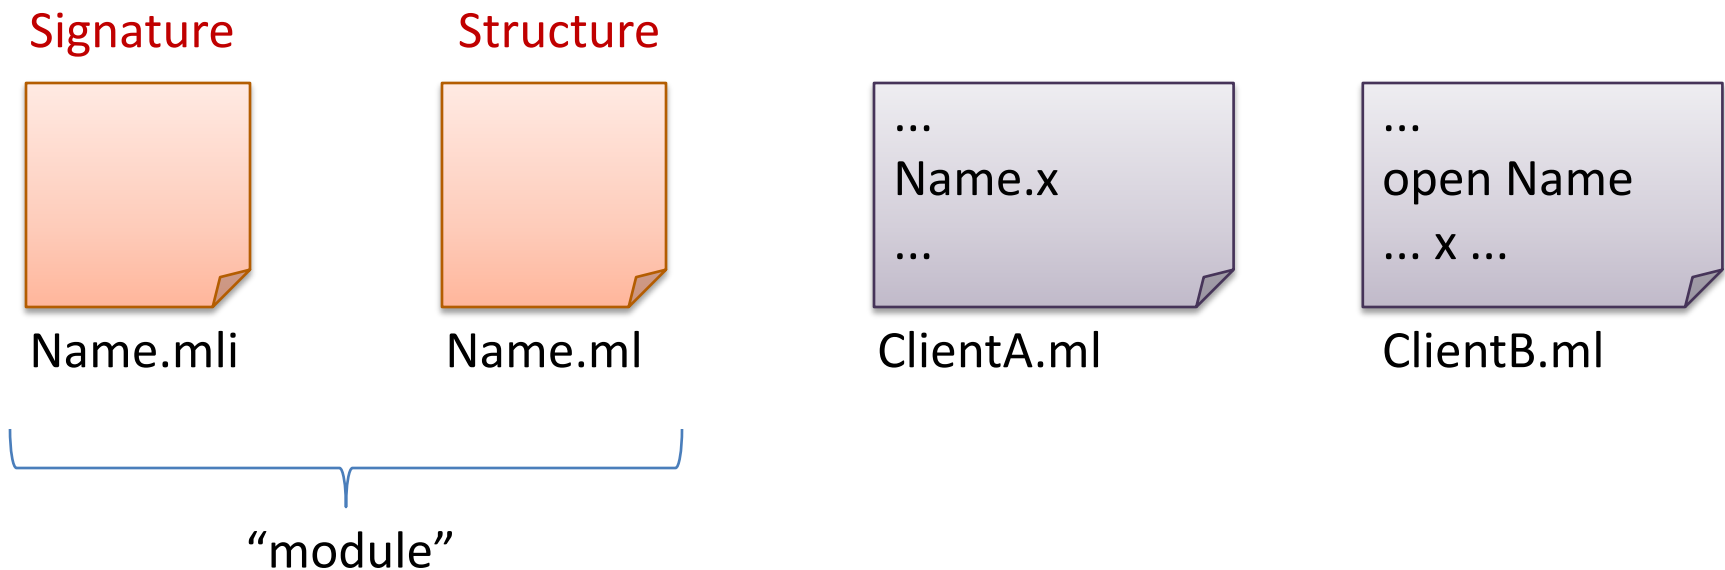 Signature
Structure
...
Name.x
...
...
open Name
... x ...
Name.mli
Name.ml
ClientA.ml
ClientB.ml
“module”